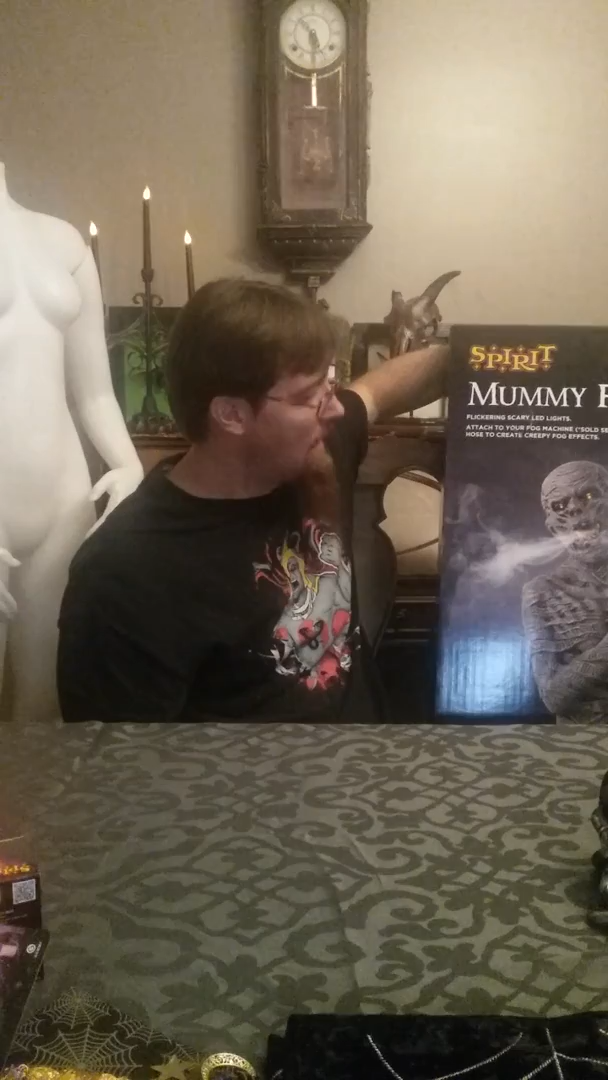 SPIRIT
MUMMY
FLICKERING SCARY LED LIGHTS.
ATTACH TO YOUR FOG MACHINE (*SOLD SE
HOSE TO CREATE CREEPY FOG EFFECTS.